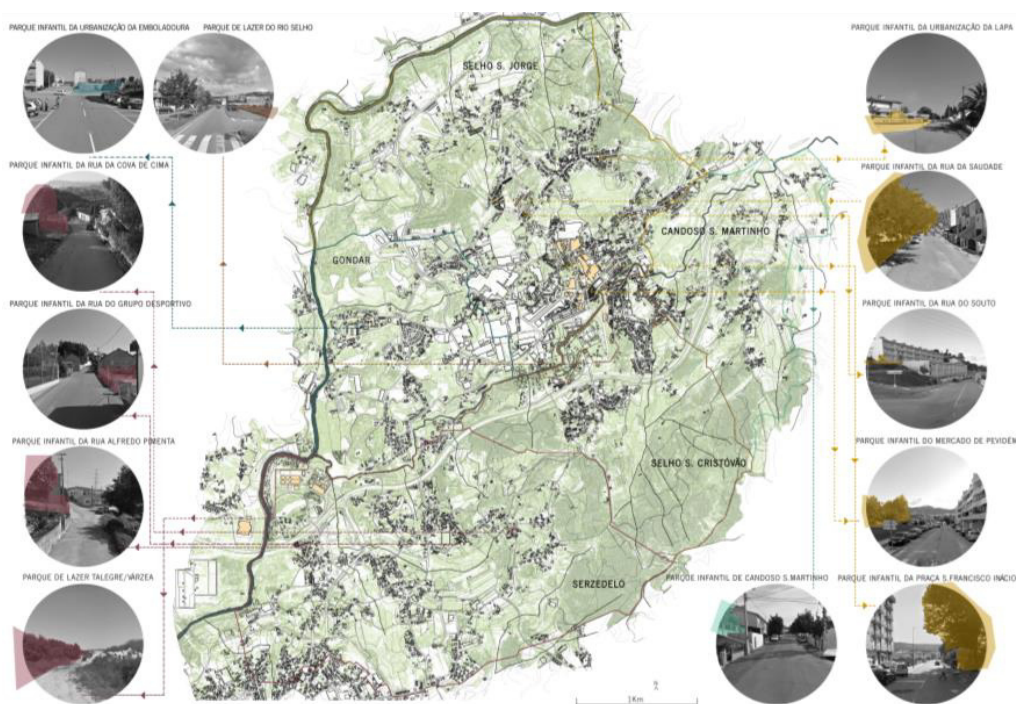 PARQUE INFANTIL DA URBANIZAÇÃO DA EMBOLADOURA
PARQUE DE LAZER DO RIO SELHO
PARQUE INFANTIL DA URBANIZAÇÃO DA LAPA
SELHO S. JORGE
PARQUE INFANTIL DA RUA DA COVA DE CIMA
PARQUE INFANTIL DA RUA DA SAUDADE
CANDOSO S. MARTINHO
GONDAR
PARQUE INFANTIL DA RUA DO GRUPO DESPORTIVO
PARQUE INFANTIL DA RUA DO SOUTO
PARQUE INFANTIL DA RUA ALFREDO PIMENTA
PARQUE INFANTIL DO MERCADO DE PEVIDÉM
SELHO S. CRISTOVÃO
PARQUE DE LAZER TALEGRE/VÁRZEA
SERZEDELO
PARQUE INFANTIL DE CANDOSO S.MARTINHO
PARQUE INFANTIL DA PRAÇA S.FRANCISCO INÁCIO
1Km